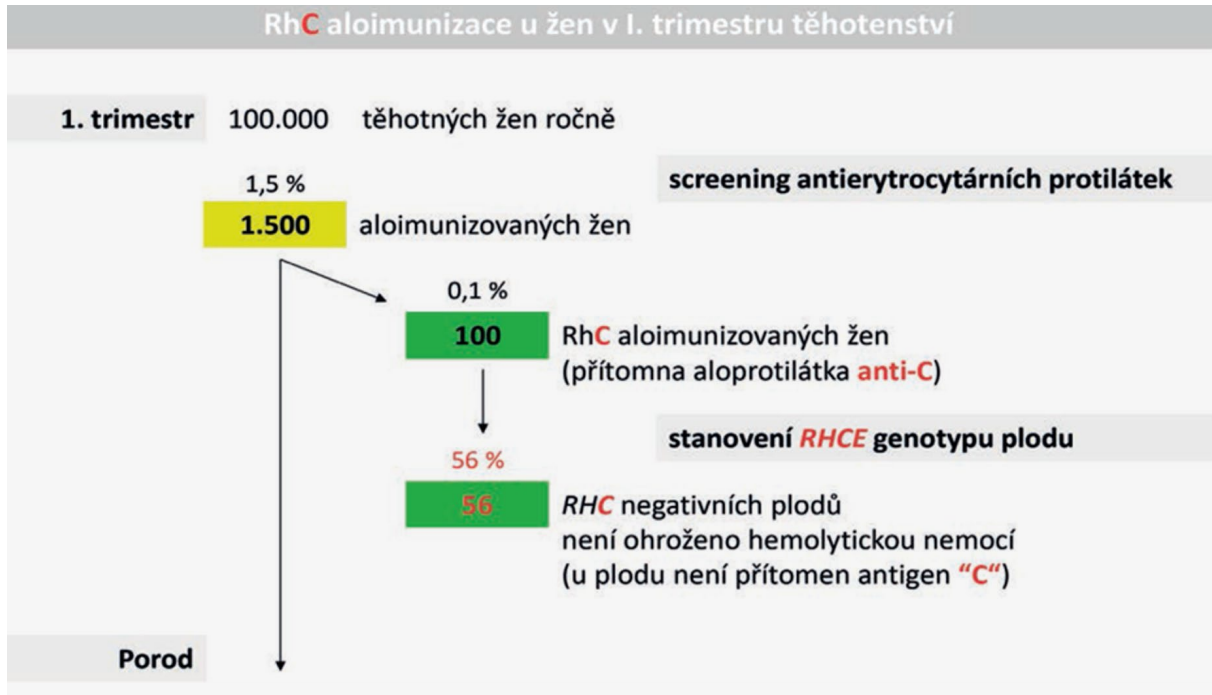 RhC aloimunizace u žen v I. trimestru těhotenství
1. trimestr 100.000 těhotných žen ročně
1,5 %
screening antierytrocytárních protilátek
1.500 aloimunizovaných žen
0,1 %
100 RhC aloimunizovaných žen
(přítomna aloprotilátka anti-C)
stanovení RHCE genotypu plodu
56 %
56 RHC negativních plodů
není ohroženo hemolytickou nemocí
(u plodu není přítomen antigen “C“)
Porod